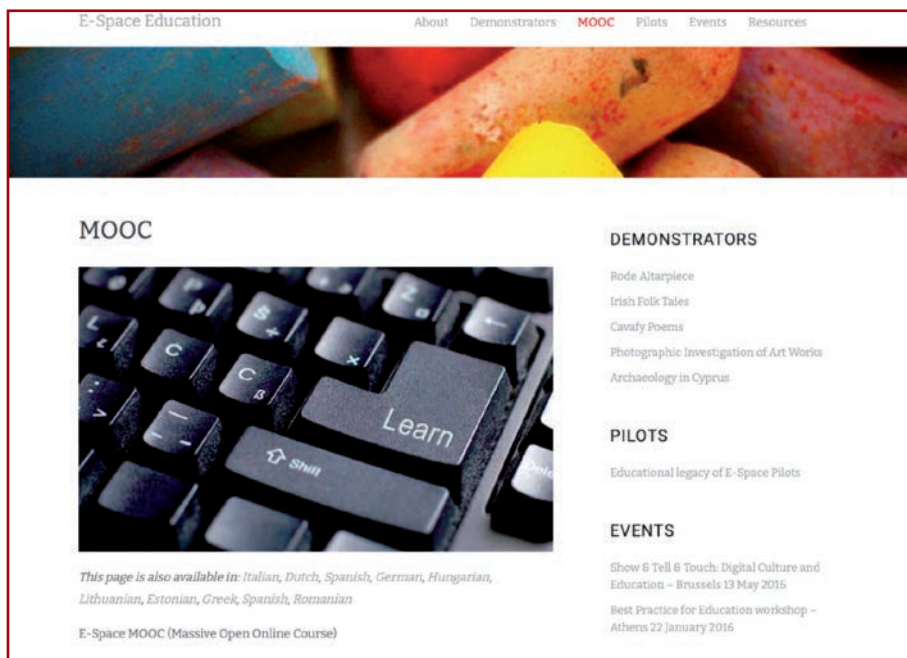 E-Space Education
About Demonstrators MOOC Pilots Events Resources
MOOC
Learn
Shift
This page is also available in: Italian, Dutch, Spanish, German, Hungarian,
Lithuanian, Estonian, Greek, Spanish, Romanian
E-Space MOOC (Massive Open Online Course)
DEMONSTRATORS
Rode Altarpiece
Irish Folk Tales
Cavafy Poems
Photographic Investigation of Art Works
Archaeology in Cyprus
PILOTS
Educational legacy of E-Space Pilots
EVENTS
Show & Tell & Touch: Digital Culture and
Education – Brussels 13 May 2016
Best Practice for Education workshop –
Athens 22 January 2016